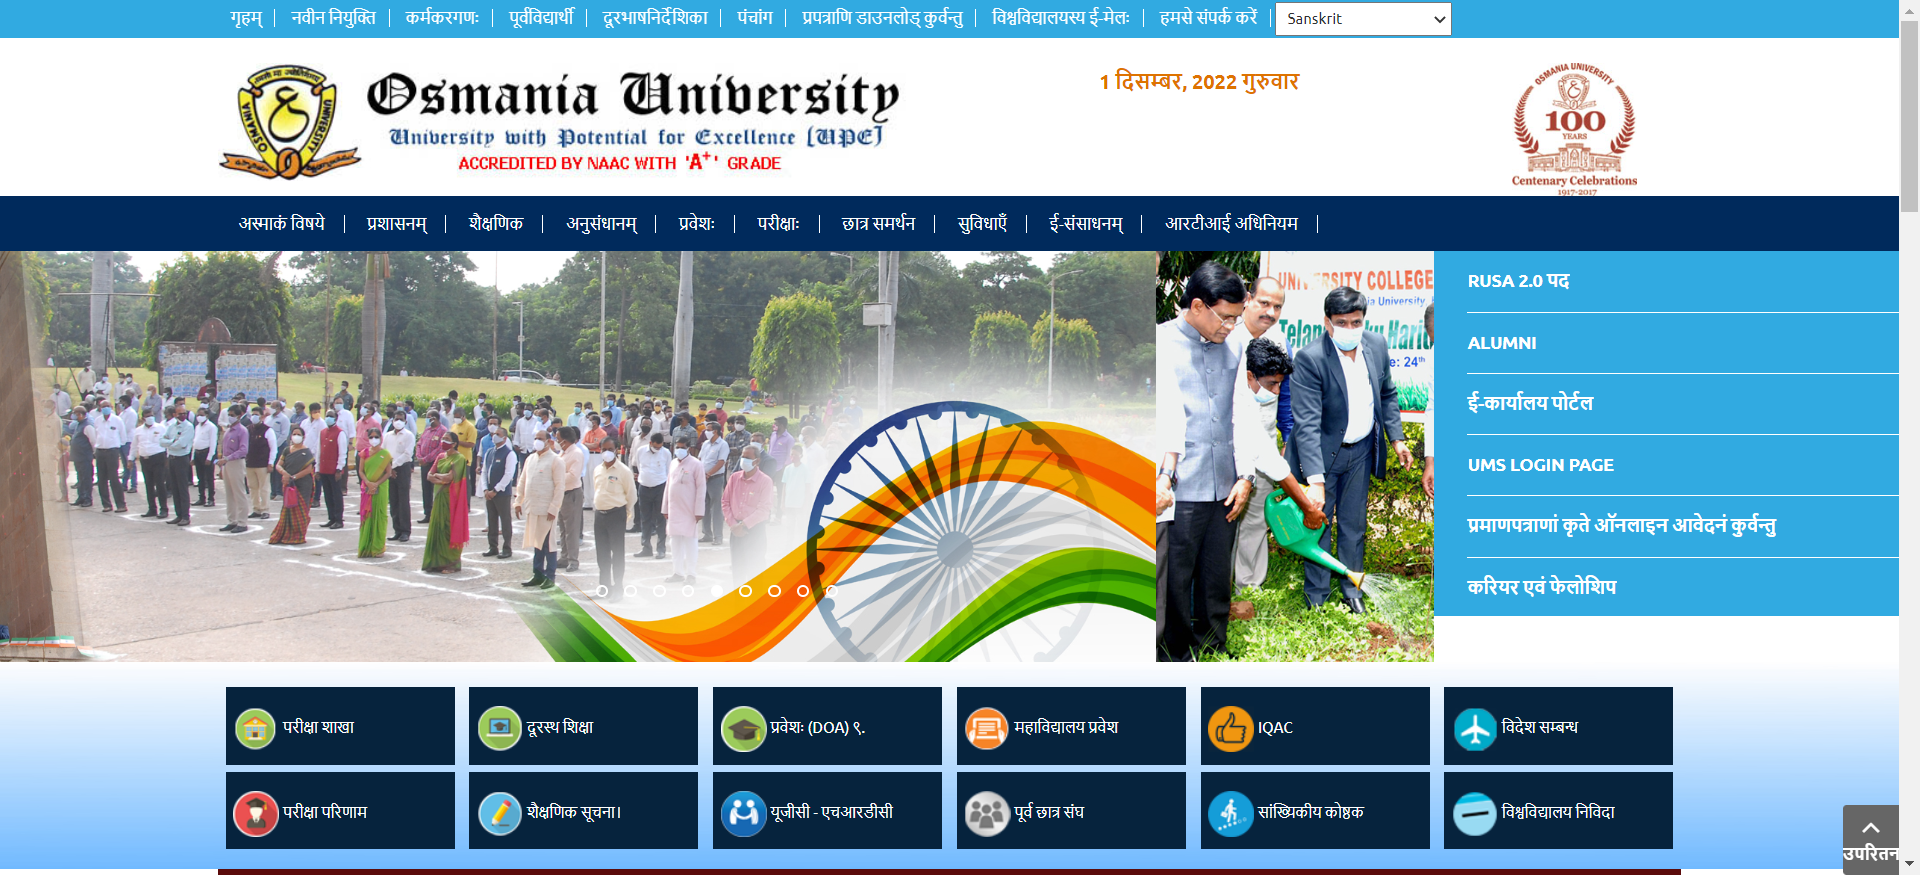 गृहम् नवीन नियुक्ति कर्मकरगणः पूर्वविद्यार्थी दूरभाषनिर्देशिका पंचांग प्रपत्राणि डाउनलोड् कुर्वन्तु विश्वविद्यालयस्य ई-मेलः हमसे संपर्क करें Sanskrit
Osmania University
University with Potential for Excellence [UPE]
ACCREDITED BY NAAC WITH 'A+' GRADE
1 दिसम्बर, 2022 गुरुवार
OSMANIA UNIVERSITY
100
YEARS
Centenary Celebrations
1917-2017
अस्माकं विषये प्रशासनम् शैक्षणिक अनुसंधानम् प्रवेशः परीक्षाः छात्र समर्थन सुविधाएँ ई-संसाधनम् आरटीआई अधिनियम
UNIVERSITY COLLEGE
ia University,
e: 24th
RUSA 2.0 पद
ALUMNI
ई-कार्यालय पोर्टल
UMS LOGIN PAGE
प्रमाणपत्राणां कृते ऑनलाइन आवेदनं कुर्वन्तु
करियर एवं फेलोशिप
परीक्षा शाखा दूरस्थ शिक्षा प्रवेशः (DOA) ९. महाविद्यालय प्रवेश IQAC विदेश सम्बन्ध
परीक्षा परिणाम शैक्षणिक सूचना। यूजीसी - एचआरडीसी पूर्व छात्र संघ सांख्यिकीय कोष्ठक विश्वविद्यालय निविदा
उपरितन